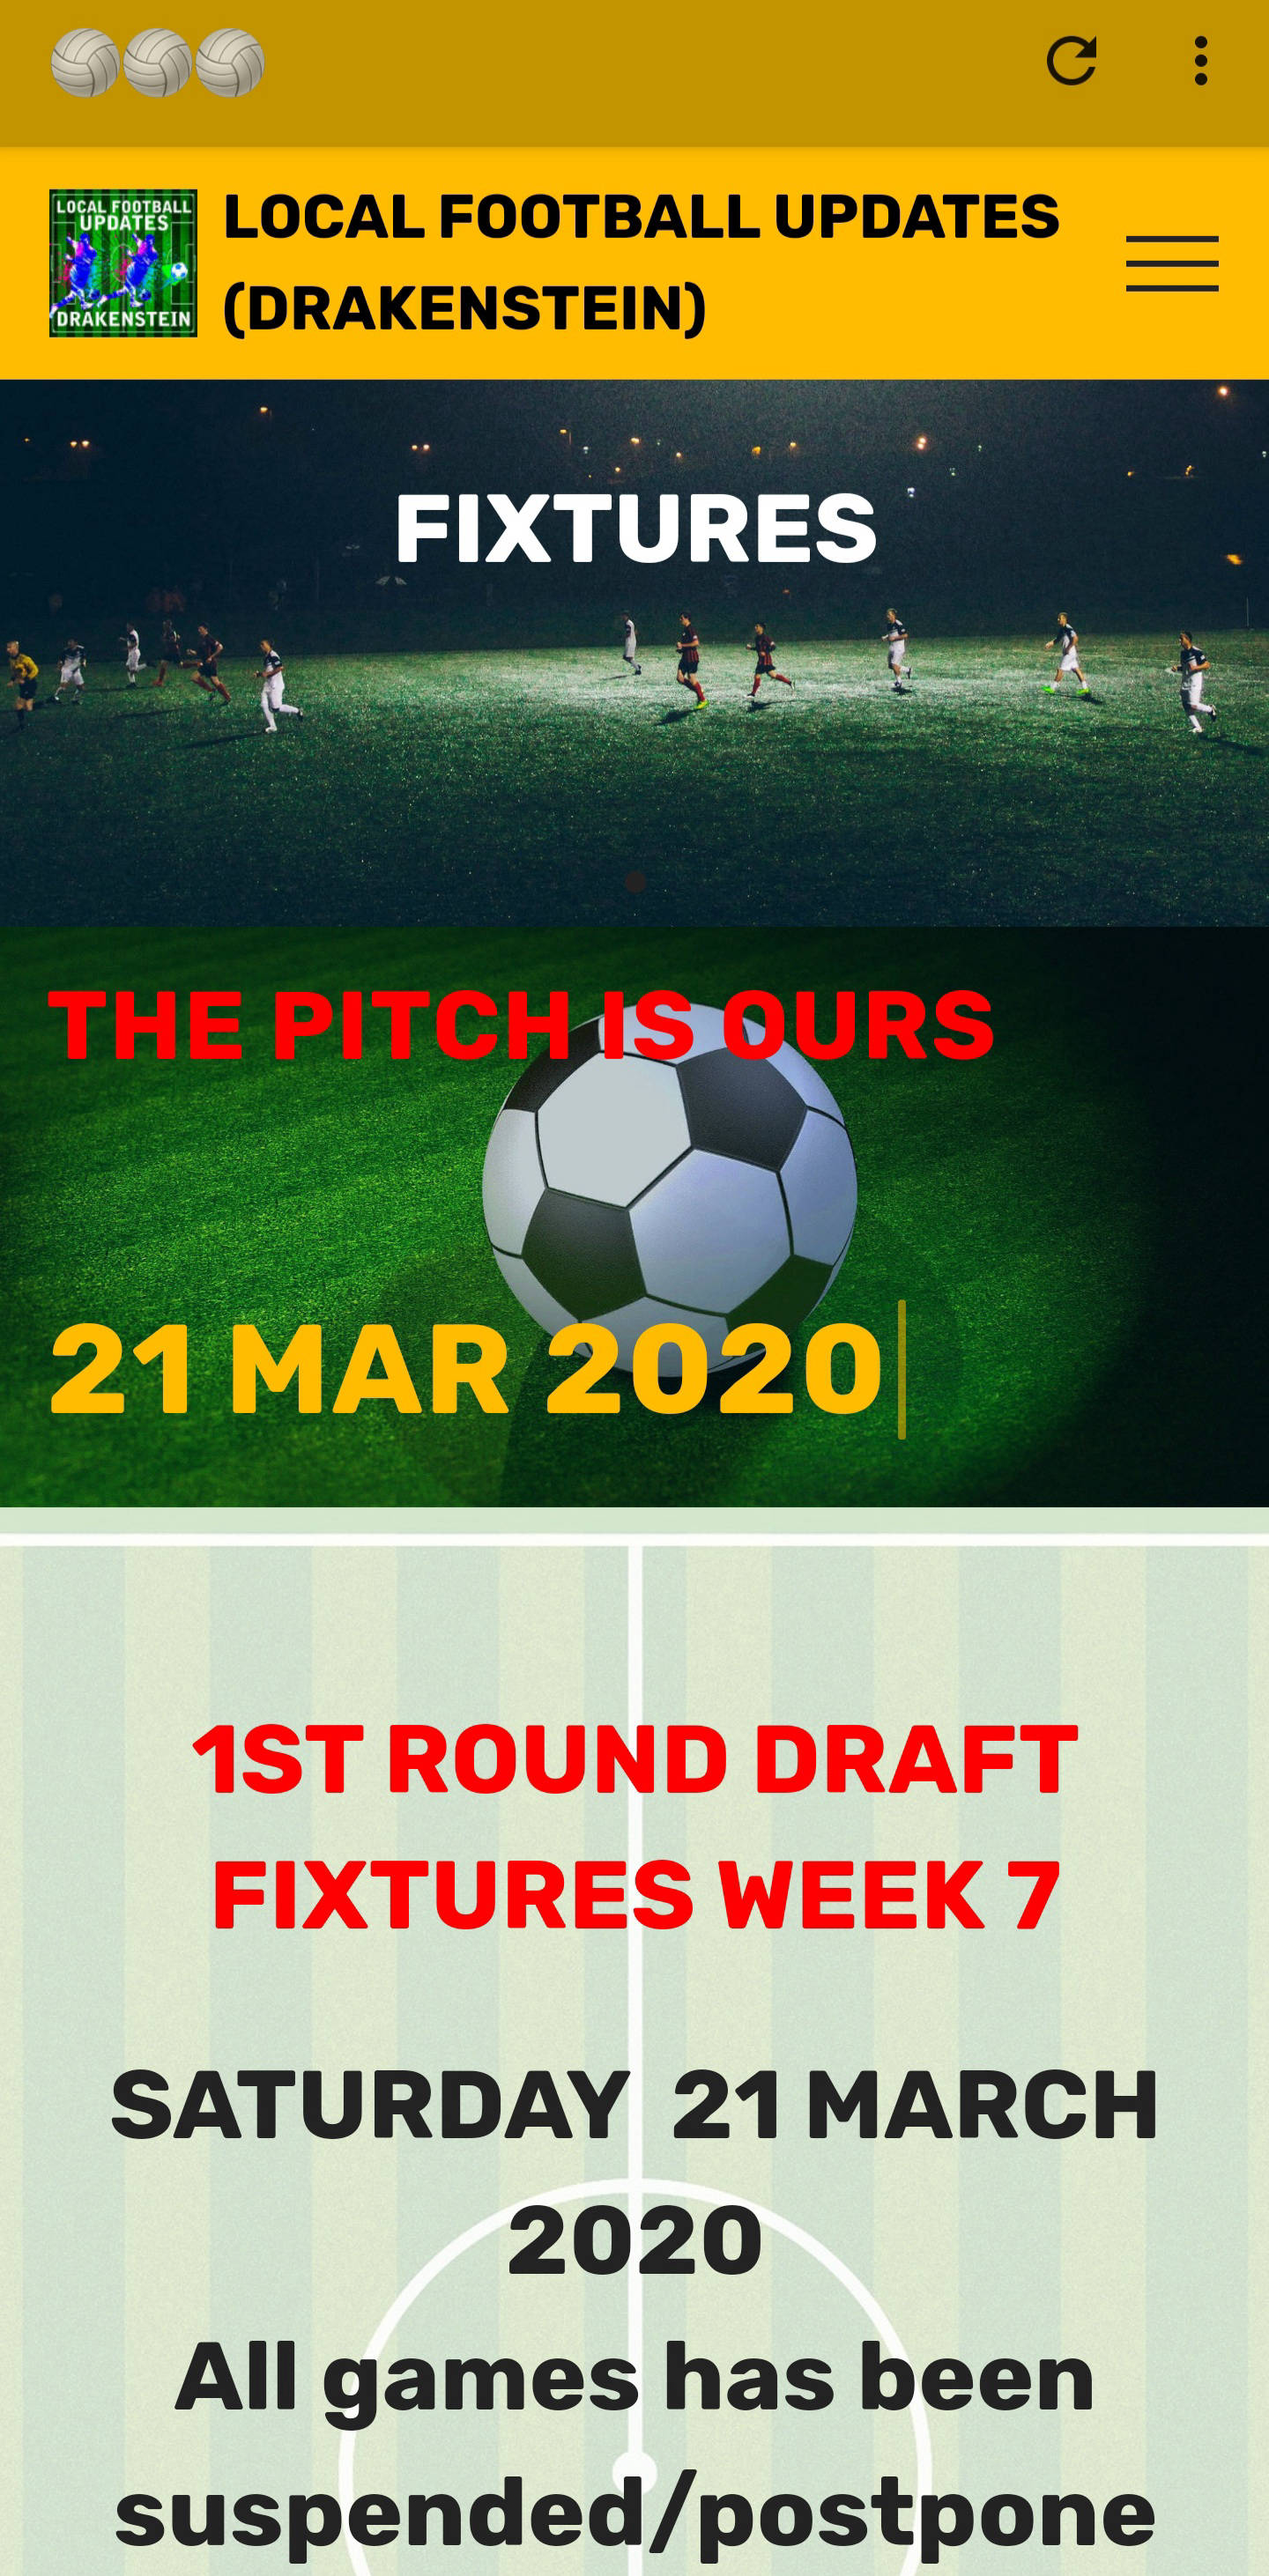 LOCAL FOOTBALL
UPDATES
DRAKENSTEIN
LOCAL FOOTBALL UPDATES
(DRAKENSTEIN)
FIXTURES
THE PITCH IS OURS
21 MAR 2020
1ST ROUND DRAFT
FIXTURES WEEK 7
SATURDAY 21 MARCH
2020
All games has been
suspended/postpone